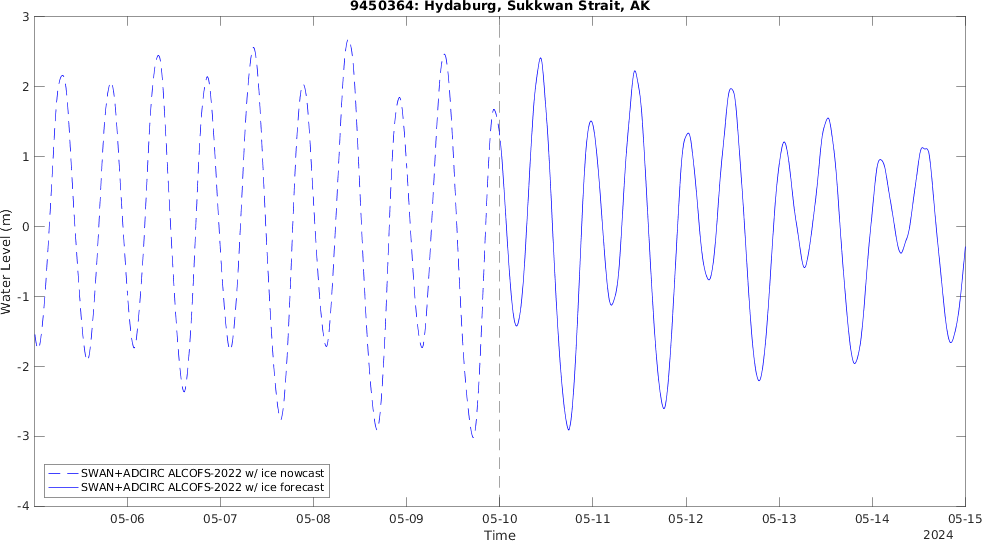 9450364: Hydaburg, Sukkwan Strait, AK
3
2
1
0
-1
-2
-3
-4
Water Level (m)
SWAN+ADCIRC ALCOFS-2022 w/ ice nowcast
SWAN+ADCIRC ALCOFS-2022 w/ ice forecast
05-06 05-07 05-08 05-09 05-10 05-11 05-12 05-13 05-14 05-15
Time
2024